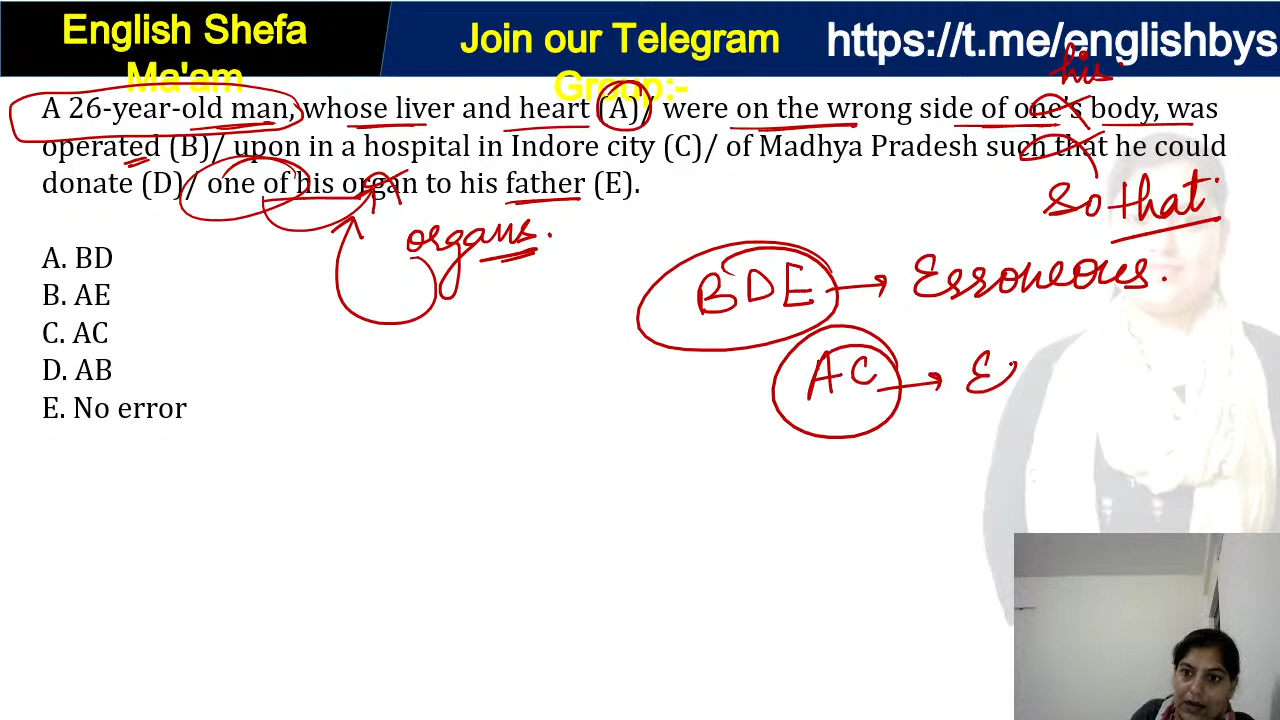 English Shefa Ma'am
Join our Telegram Group:-
https://t.me/englishbys
his
A 26-year-old man, whose liver and heart (A)/ were on the wrong side of one's body, was
operated (B)/ upon in a hospital in Indore city (C)/ of Madhya Pradesh such that he could
donate (D)/ one of his organ to his father (E).
so that.
organs.
A. BD
B. AE
C. AC
D. AB
E. No error
BDE → Erroneous.
AC → E